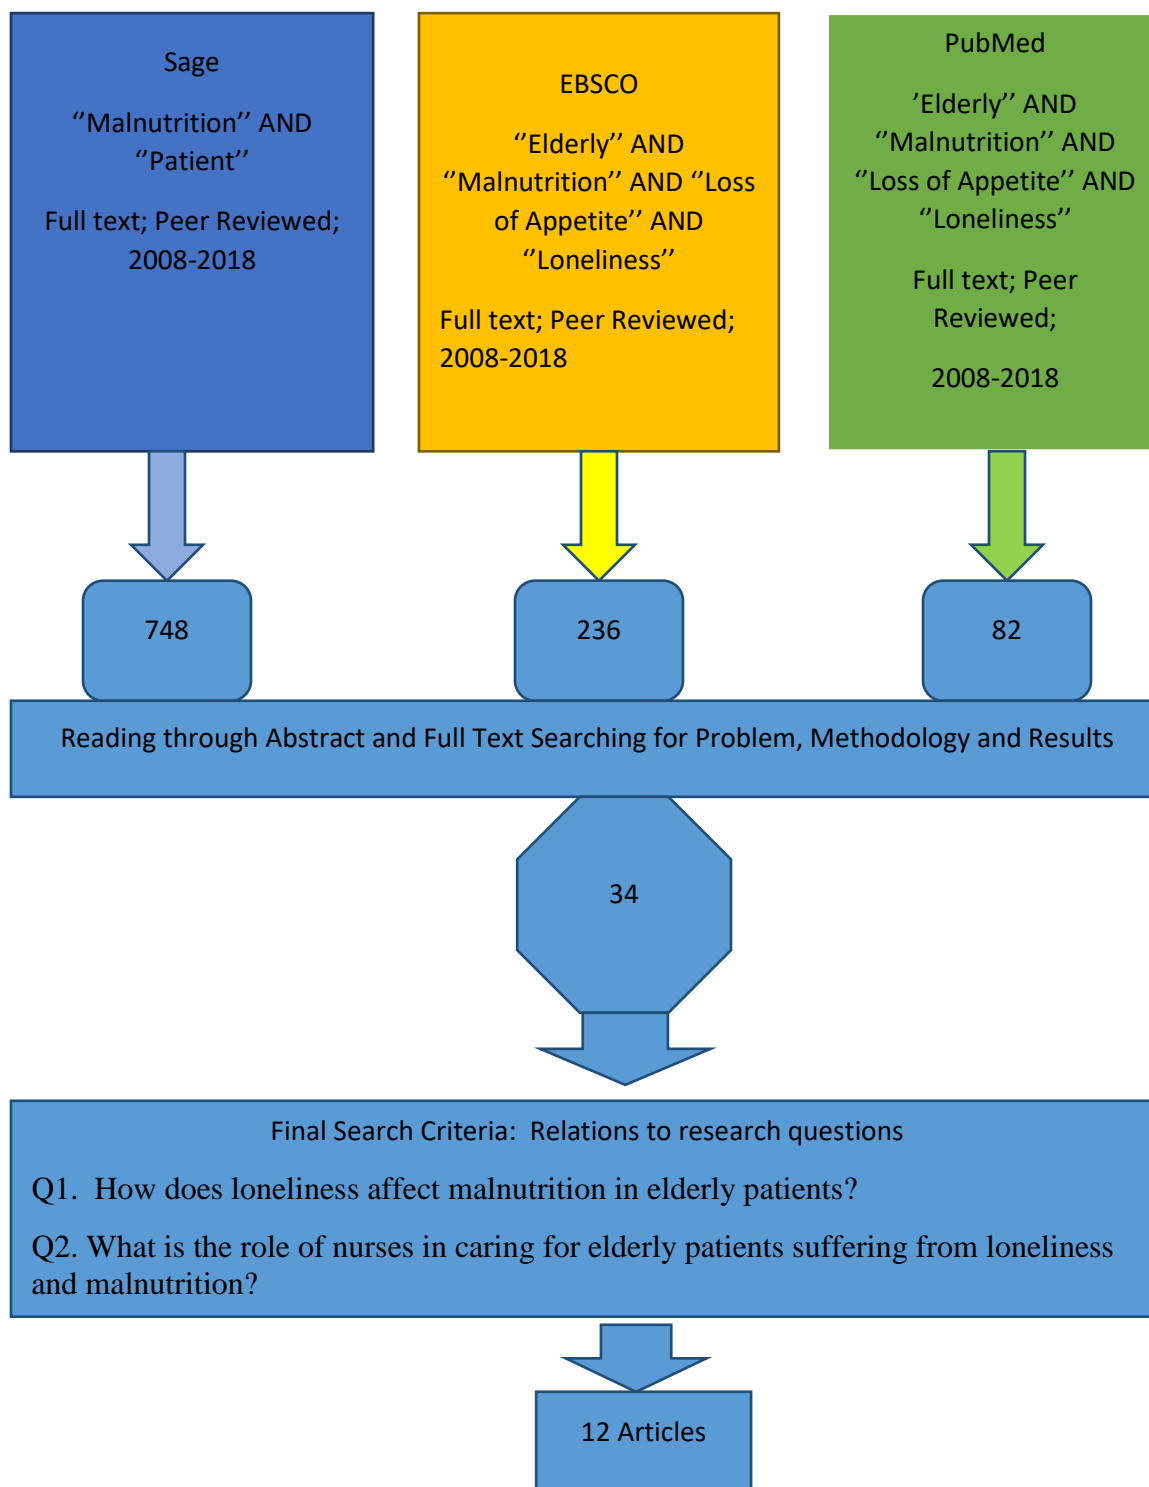 Sage
‘’Malnutrition’’ AND
‘’Patient’’
Full text; Peer Reviewed;
2008-2018
EBSCO
‘’Elderly’’ AND
‘’Malnutrition’’ AND ‘’Loss
of Appetite’’ AND
‘’Loneliness’’
Full text; Peer Reviewed;
2008-2018
PubMed
’Elderly’’ AND
‘’Malnutrition’’ AND
‘’Loss of Appetite’’ AND
‘’Loneliness’’
Full text; Peer
Reviewed;
2008-2018
748
236
82
Reading through Abstract and Full Text Searching for Problem, Methodology and Results
34
Final Search Criteria:  Relations to research questions
Q1.  How does loneliness affect malnutrition in elderly patients?
Q2. What is the role of nurses in caring for elderly patients suffering from loneliness
and malnutrition?
12 Articles